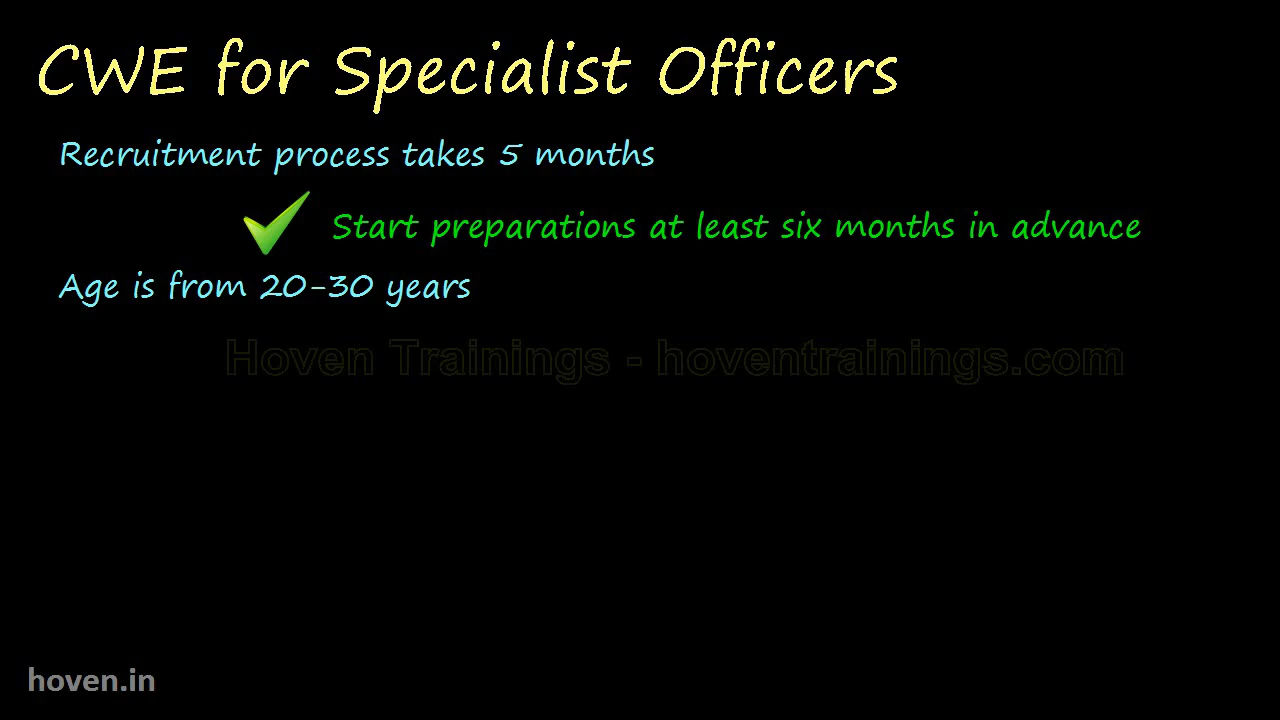 CWE for Specialist Officers
Recruitment process takes 5 months
Start preparations at least six months in advance
Age is from 20-30 years
Hoven Trainings - hoventrainings.com
hoven.in